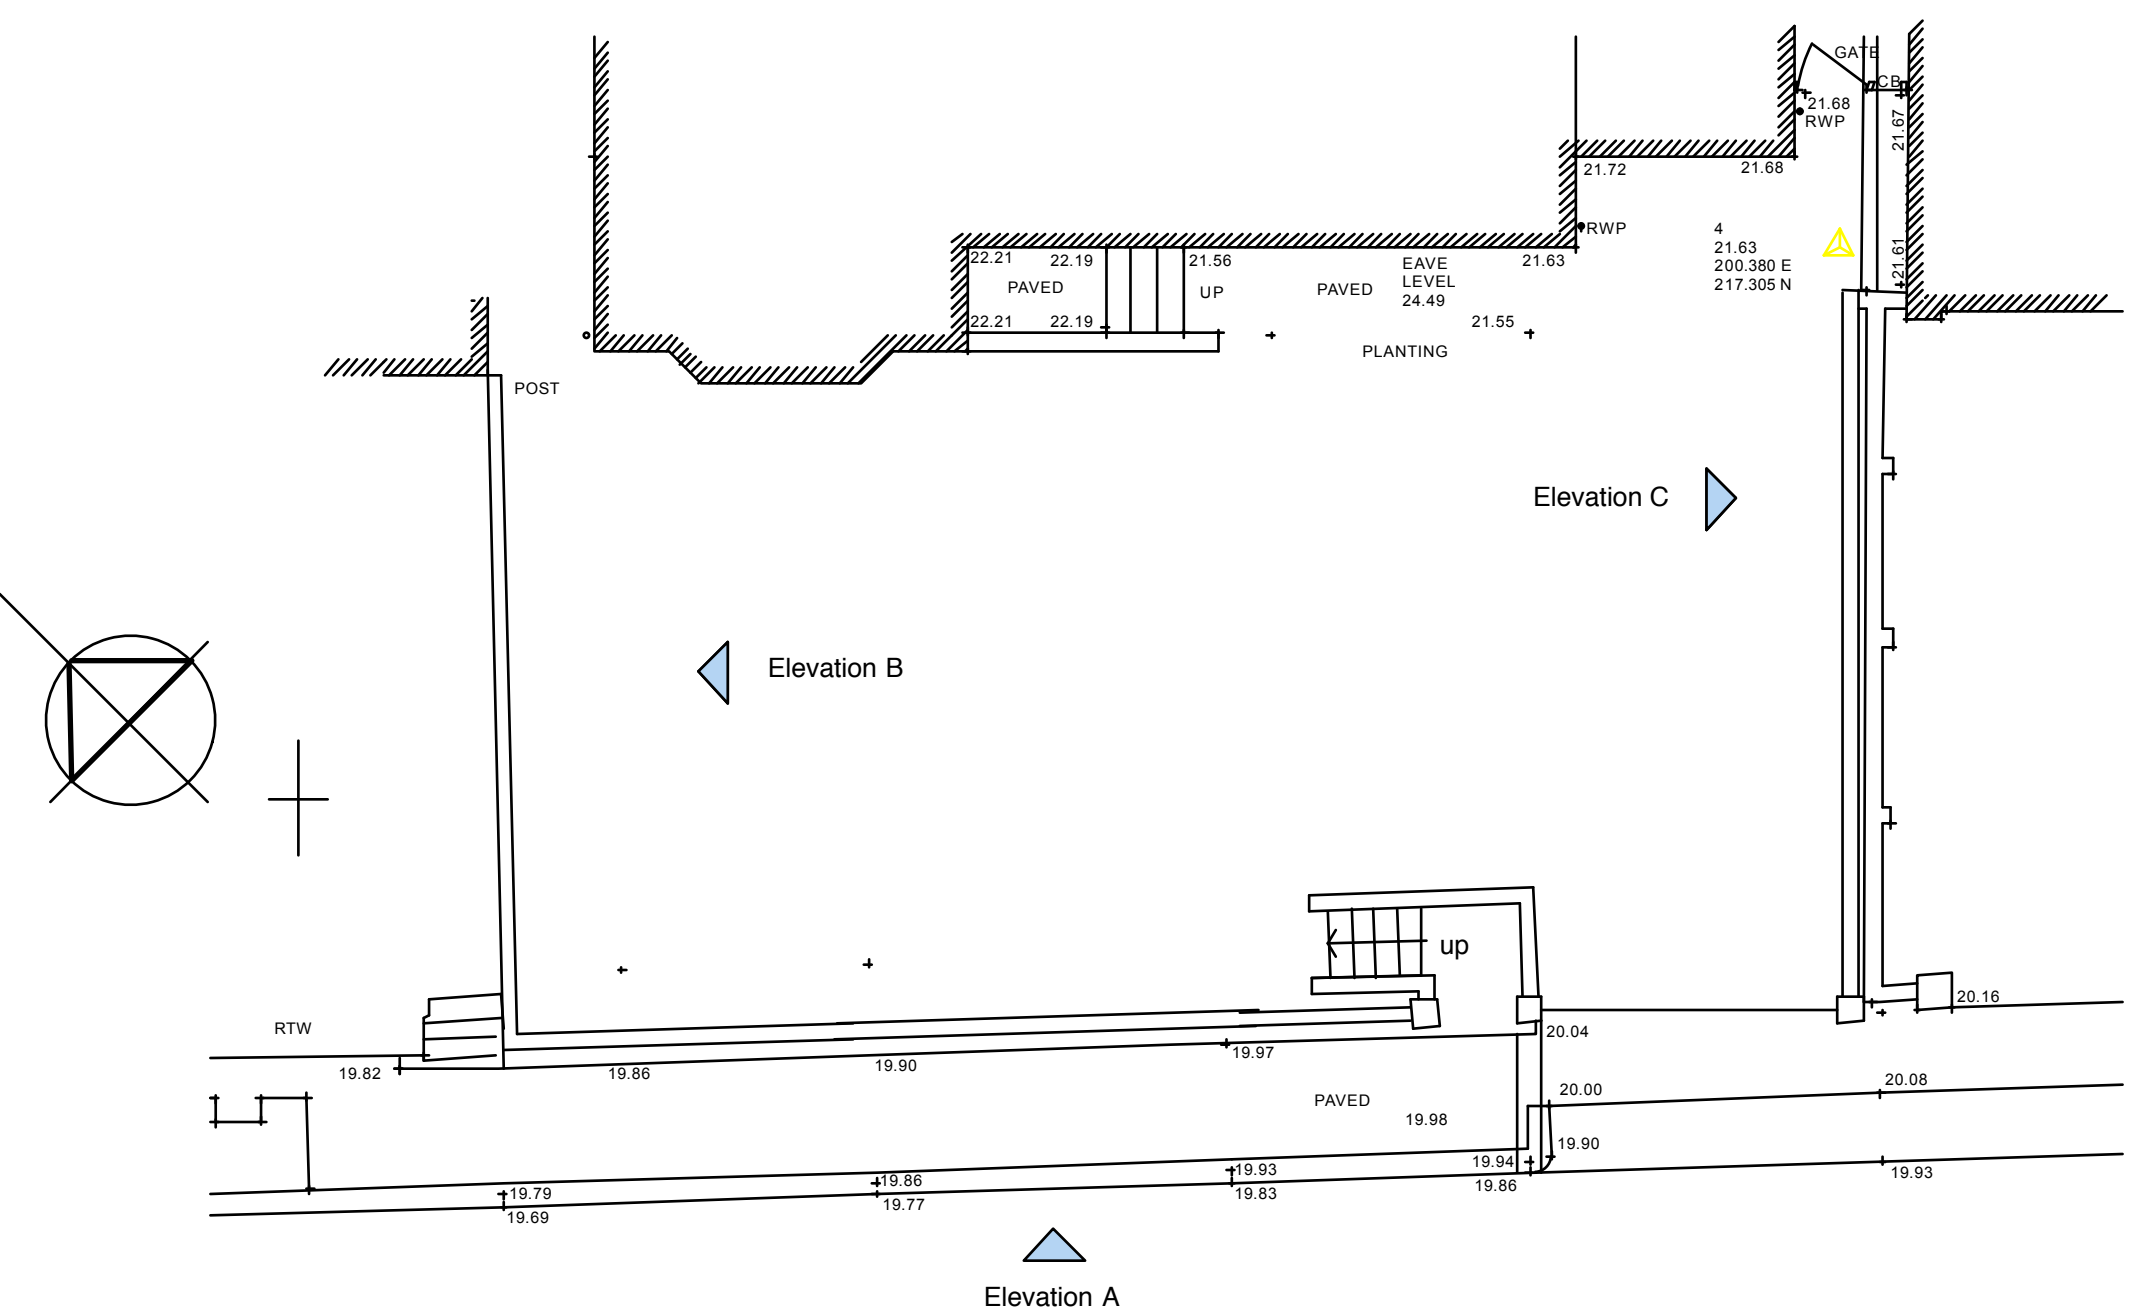 GATE
CB
21.68
RWP
21.67
21.72
21.68
RWP
4
21.63
200.380 E
217.305 N
21.61
22.21
22.19
21.56
EAVE
LEVEL
24.49
21.63
PAVED
UP
PAVED
22.21
22.19
21.55
PLANTING
POST
Elevation C
Elevation B
up
20.16
RTW
20.04
19.82
19.86
19.90
19.97
PAVED
20.00
20.08
19.98
19.90
19.79
19.86
19.93
19.94
19.69
19.77
19.83
19.86
19.93
Elevation A